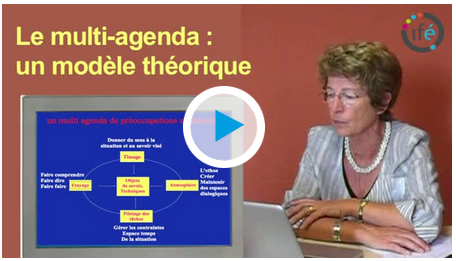 Le multi-agenda :
un modèle théorique
ifé
un multi agenda de préoccupations
Donner du sens à la
situation et au savoir visé
Tissage
Faire comprendre
Faire dire
Faire faire
Etayage
Objets
de savoir,
Techniques
Atmosphère
L'ethos
Créer
Maintenir
des espaces
dialogiques
Pilotage des
tâches
Gérer les contraintes
Espace temps
De la situation